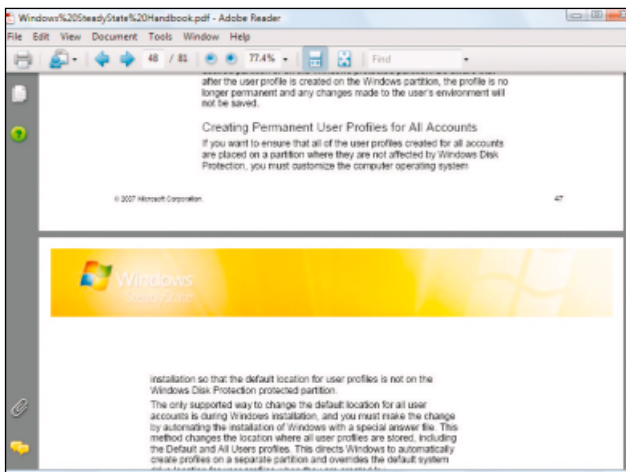 Windows%20SteadyState%20Handbook.pdf - Adobe Reader
File Edit View Document Tools Window Help
48 / 81 77.4% Find
after the user profile is created on the Windows partition, the profile is no
longer permanent and any changes made to the user's environment will
not be saved.
Creating Permanent User Profiles for All Accounts
If you want to ensure that all of the user profiles created for all accounts
are placed on a partition where they are not affected by Windows Disk
Protection, you must customize the computer operating system
© 2007 Microsoft Corporation. 47
Windows
SteadyState
installation so that the default location for user profiles is not on the
Windows Disk Protection protected partition.
The only supported way to change the default location for all user
accounts is during Windows installation, and you must make the change
by automating the installation of Windows with a special answer file. This
method changes the location where all user profiles are stored, including
the Default and All Users profiles. This directs Windows to automatically
create profiles on a separate partition and overrides the default system